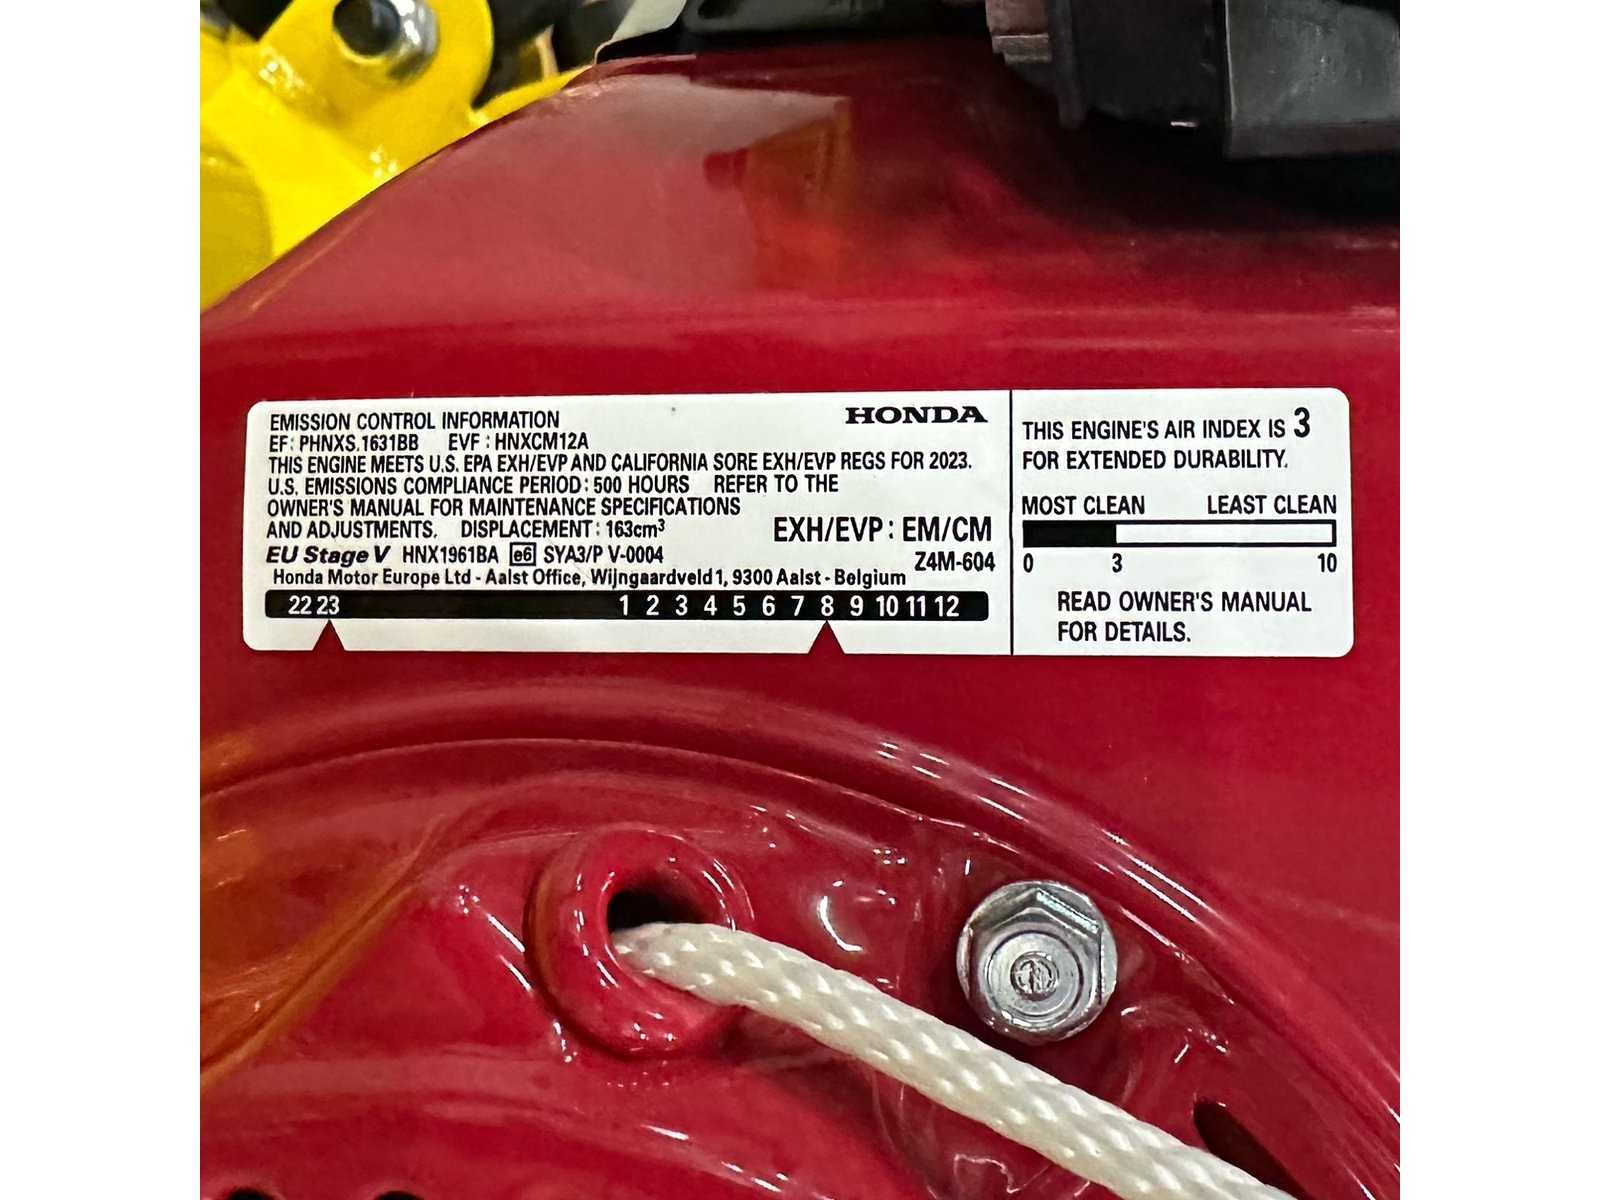 EMISSION CONTROL INFORMATION HONDA
EF: PHNXS.1631BB EVF: HNXCM12A
THIS ENGINE MEETS U.S. EPA EXH/EVP AND CALIFORNIA SORE EXH/EVP REGS FOR 2023.
U.S. EMISSIONS COMPLIANCE PERIOD: 500 HOURS REFER TO THE
OWNER'S MANUAL FOR MAINTENANCE SPECIFICATIONS
AND ADJUSTMENTS. DISPLACEMENT: 163cm³ EXH/EVP: EM/CM
EU Stage V HNX1961BA e6 SYA3/P V-0004 Z4M-604
Honda Motor Europe Ltd - Aalst Office, Wijngaardveld 1, 9300 Aalst - Belgium
22 23 1 2 3 4 5 6 7 8 9 10 11 12
THIS ENGINE'S AIR INDEX IS 3
FOR EXTENDED DURABILITY.
MOST CLEAN LEAST CLEAN
0 3 10
READ OWNER'S MANUAL
FOR DETAILS.